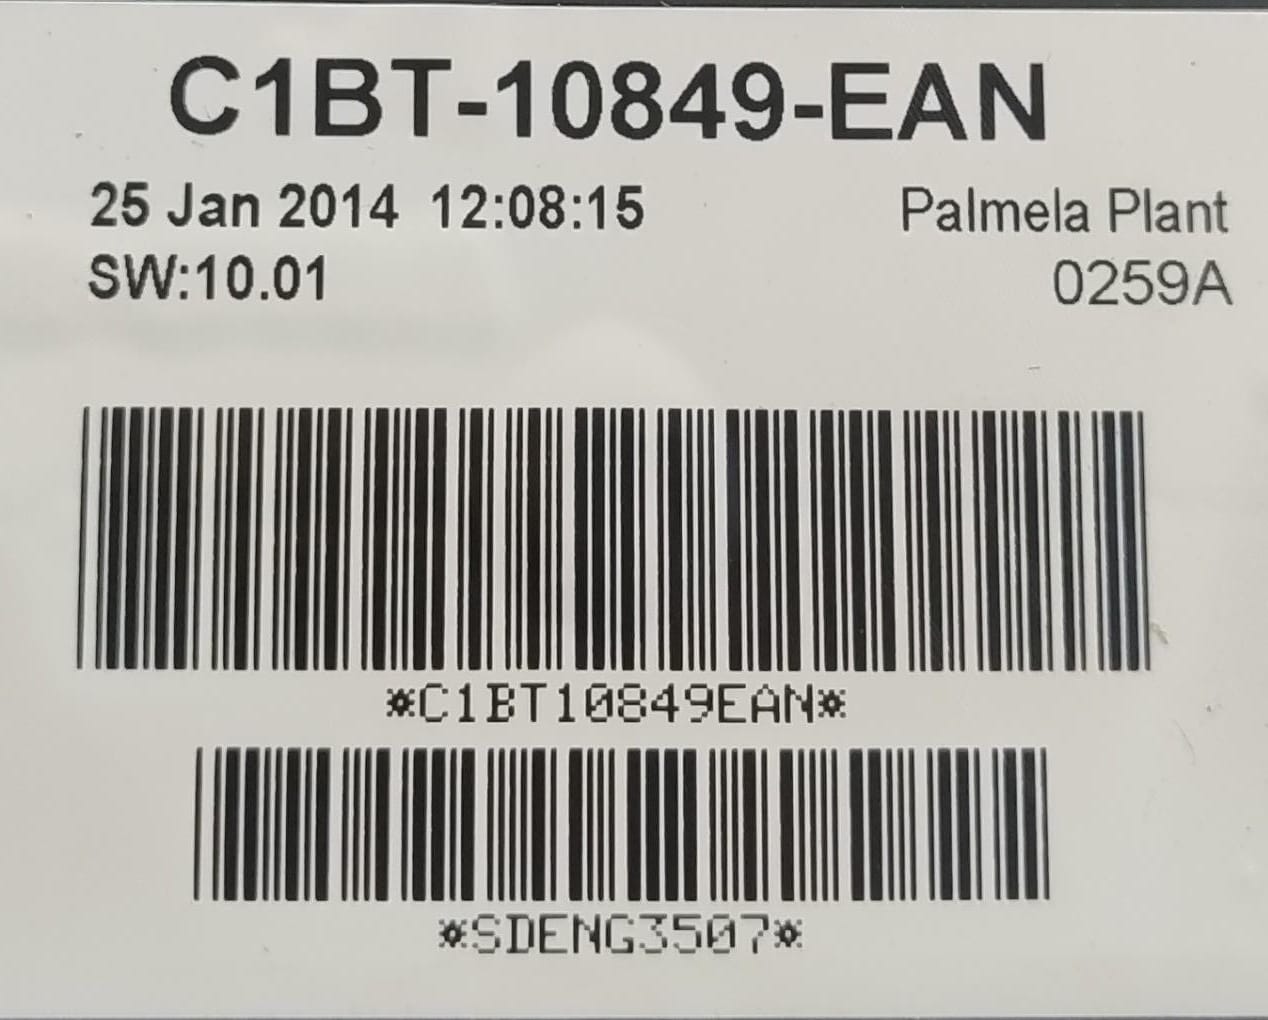 C1BT-10849-EAN
25 Jan 2014 12:08:15 Palmela Plant
SW:10.01 0259A
*C1BT10849EAN*
*SDENG3507*